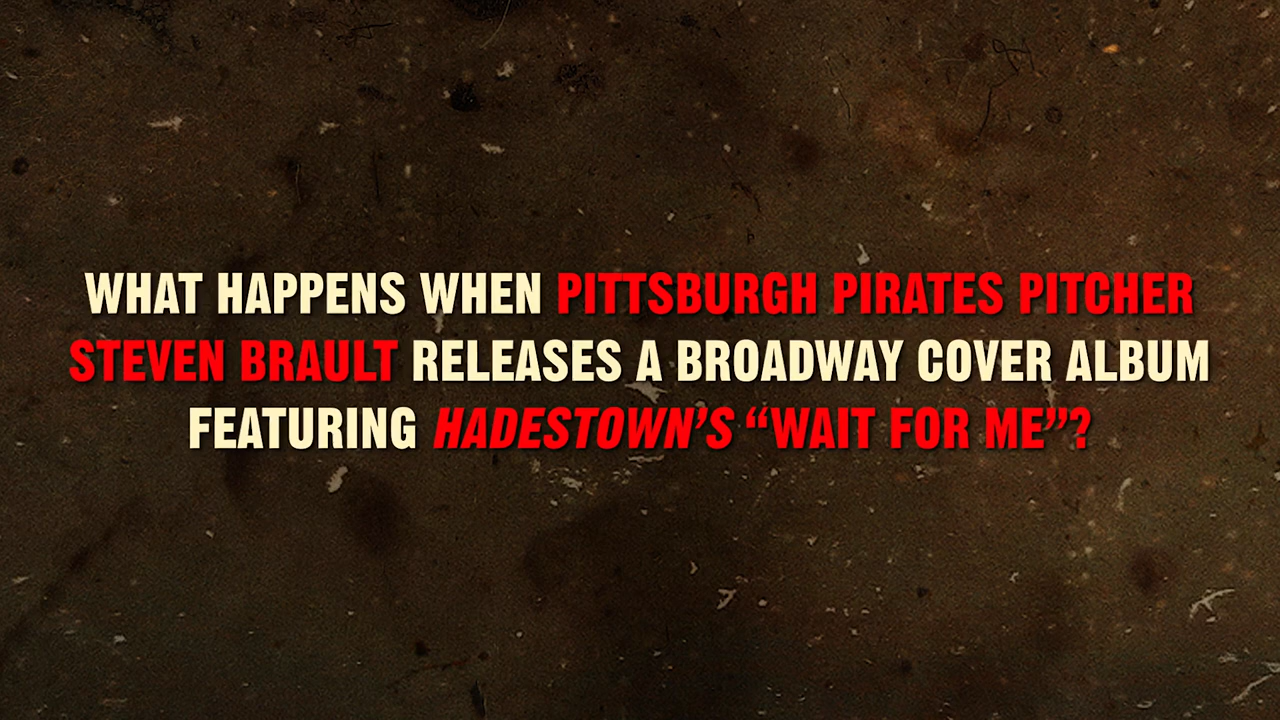 WHAT HAPPENS WHEN PITTSBURGH PIRATES PITCHER
STEVEN BRAULT RELEASES A BROADWAY COVER ALBUM
FEATURING HADESTOWN’S “WAIT FOR ME”?